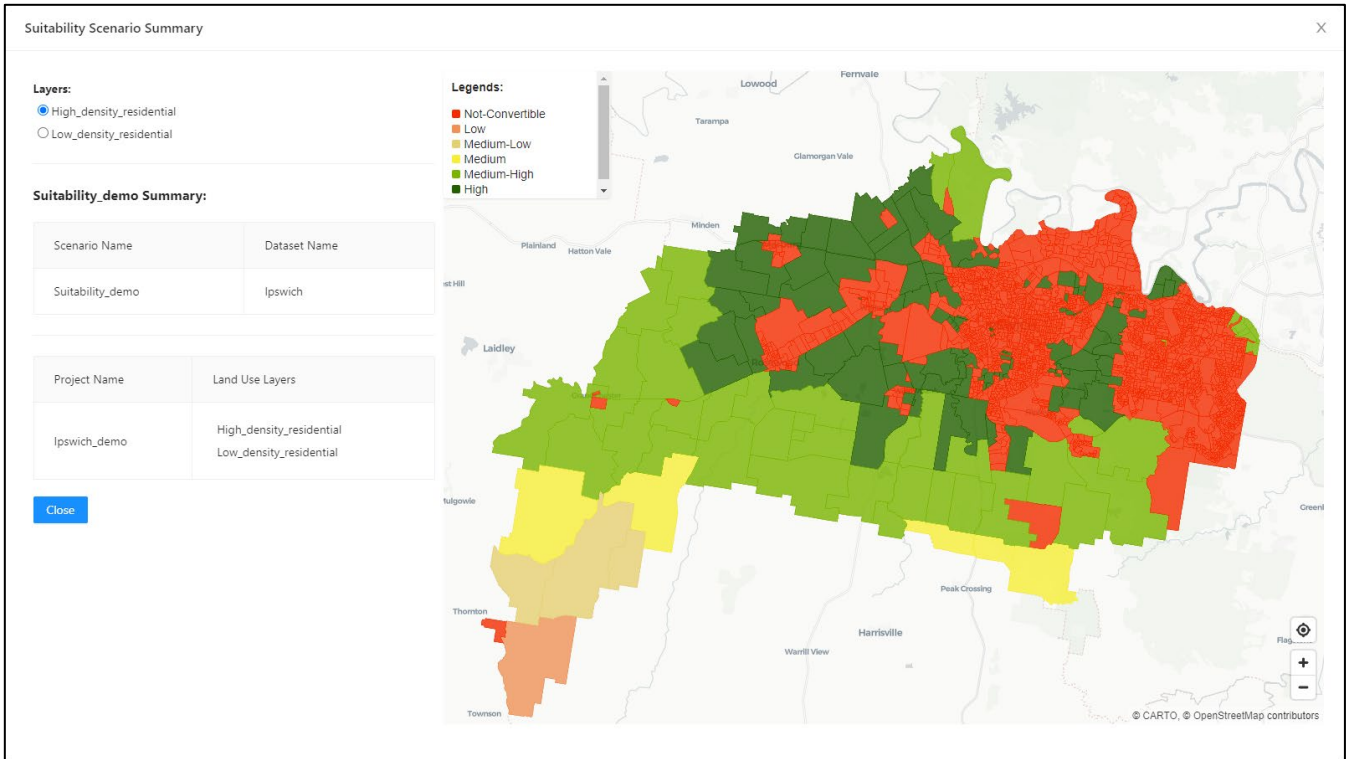 Suitability Scenario Summary
X
Layers:
High_density_residential
Low_density_residential
Suitability_demo Summary:
Scenario Name Dataset Name
Suitability_demo Ipswich
Project Name Land Use Layers
Ipswich_demo
High_density_residential
Low_density_residential
Close
Legends:
Not-Convertible
Low
Medium-Low
Medium
Medium-High
High
Lowood
Fernvale
Tarampa
Glamorgan Vale
Minden
Plainland
Hatton Vale
Laidley
Thornton
Townson
Peak Crossing
Harrisville
Warrill View
+
−
© CARTO, © OpenStreetMap contributors